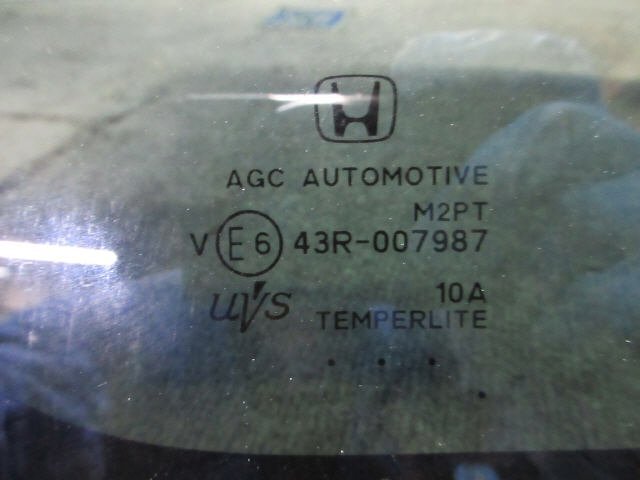 AGC AUTOMOTIVE
M2PT
V E6 43R-007987
UVS 10A
TEMPERLITE